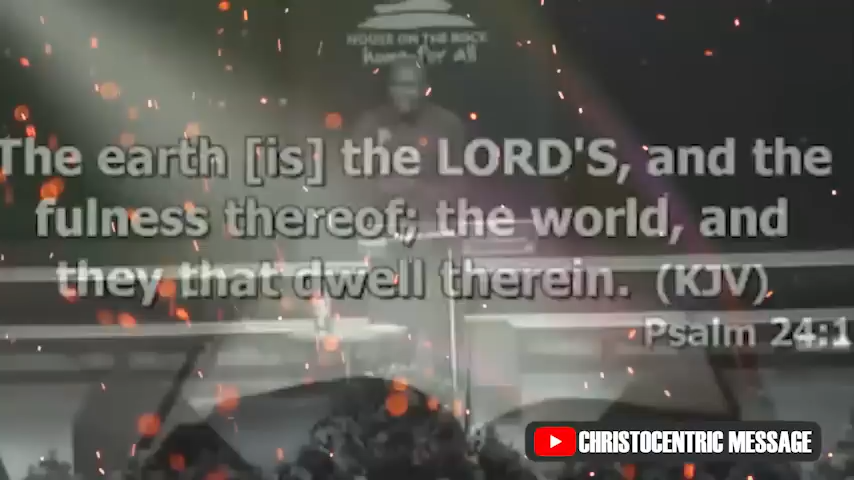 HOUSE ON THE ROCK
home for all
The earth [is] the LORD'S, and the
fulness thereof; the world, and
they that dwell therein. (KJV)
Psalm 24:1
CHRISTOCENTRIC MESSAGE